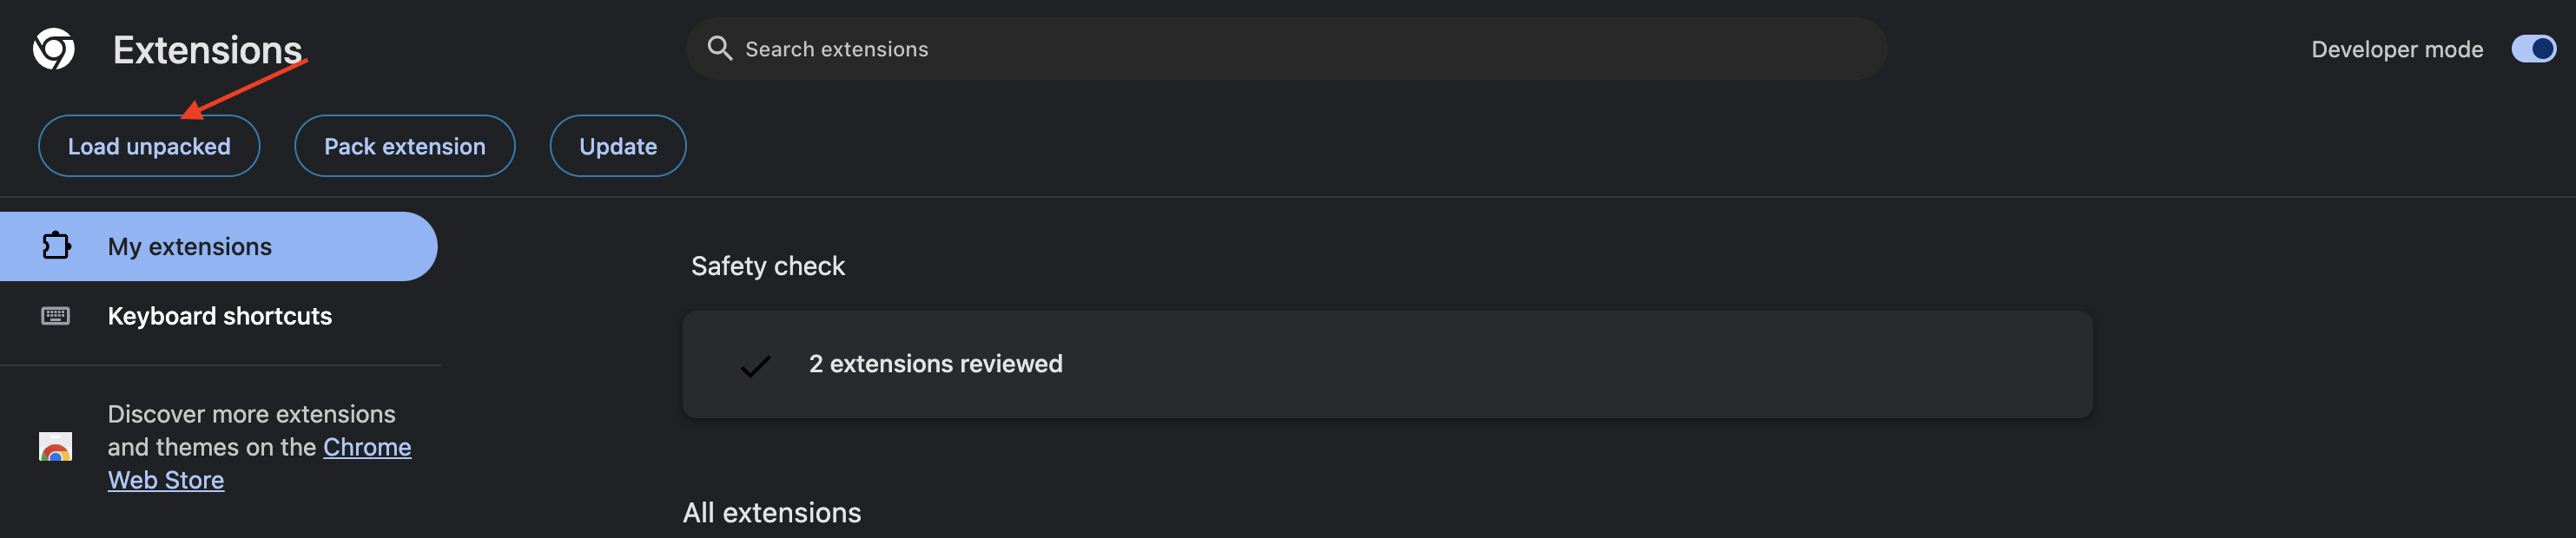 Extensions
Search extensions
Developer mode
Load unpacked
Pack extension
Update
My extensions
Keyboard shortcuts
Discover more extensions
and themes on the Chrome
Web Store
Safety check
2 extensions reviewed
All extensions